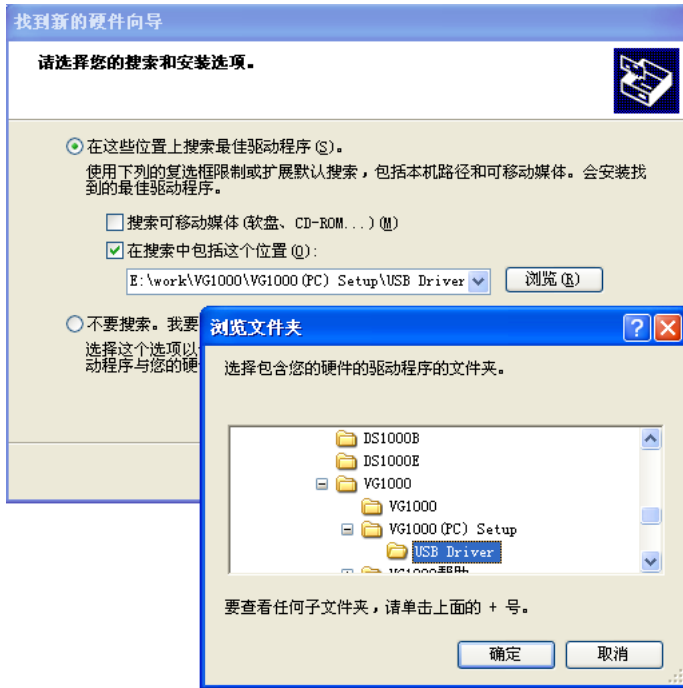 找到新的硬件向导
请选择您的搜索和安装选项。
在这些位置上搜索最佳驱动程序(S)。
使用下列的复选框限制或扩展默认搜索，包括本机路径和可移动媒体。会安装找
到的最佳驱动程序。
搜索可移动媒体(软盘、CD-ROM...)(M)
在搜索中包括这个位置(O):
E:\work\VG1000\VG1000(PC) Setup\USB Driver
浏览(R)
不要搜索。我要
选择这个选项以
动程序与您的硬
浏览文件夹
选择包含您的硬件的驱动程序的文件夹。
DS1000B
DS1000E
VG1000
VG1000
VG1000(PC) Setup
USB Driver
VG1000帮助
要查看任何子文件夹，请单击上面的 + 号。
确定
取消